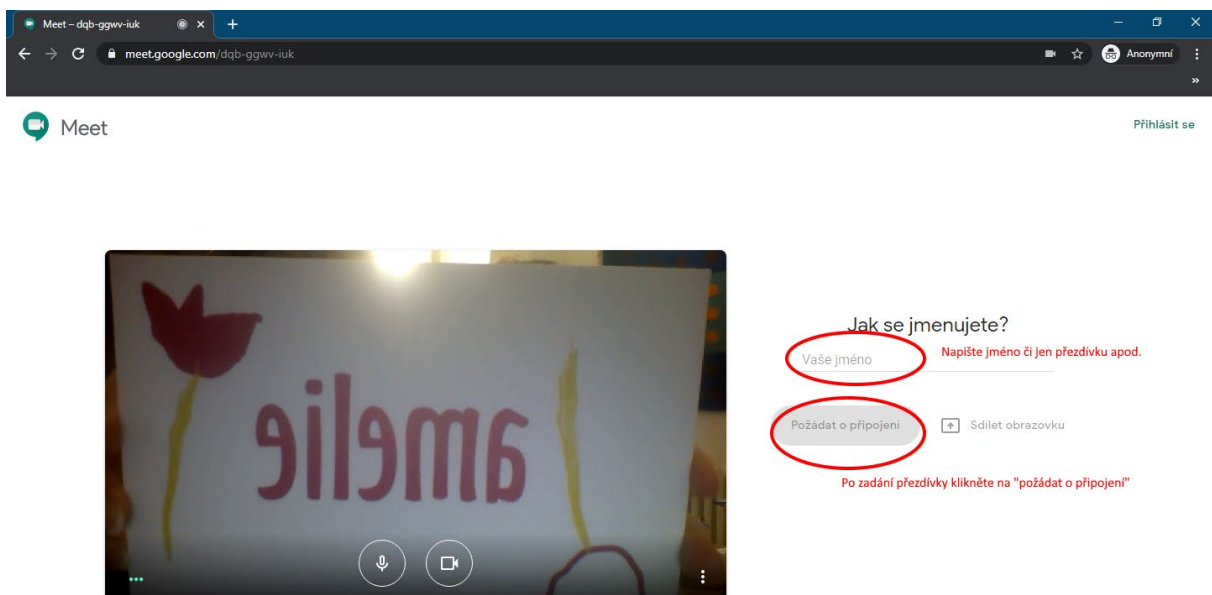 Meet – dqb-ggwv-iuk
meet.google.com/dqb-ggwv-iuk
Anonymní
Meet
Přihlásit se
amelie
Jak se jmenujete?
Vaše jméno
Napište jméno či jen přezdívku apod.
Požádat o připojení
Sdílet obrazovku
Po zadání přezdívky klikněte na "požádat o připojení"